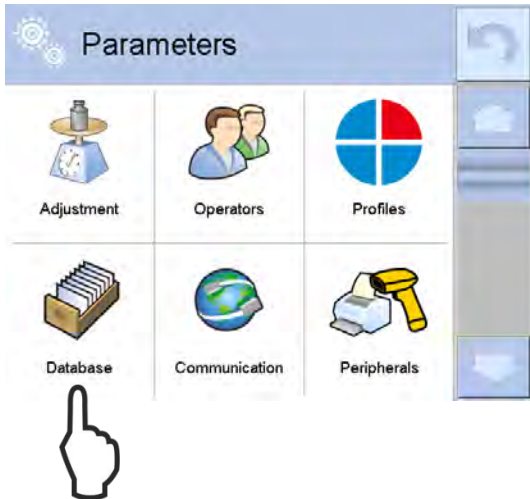 Parameters
Adjustment Operators Profiles
Database Communication Peripherals